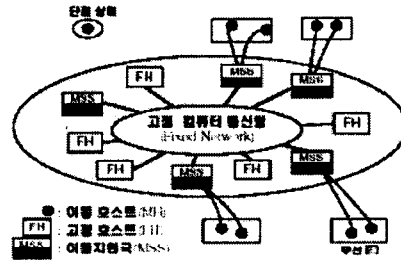 단절 상태
MSS
MSS
FH
MSS
고정 컴퓨터 통신망
(Fixed Network)
FH
FH
FH
FH
MSS
MSS
: 이동 호스트(MH)
FH : 고정 호스트(FH)
MSS : 이동지원국(MSS)
무선 셀